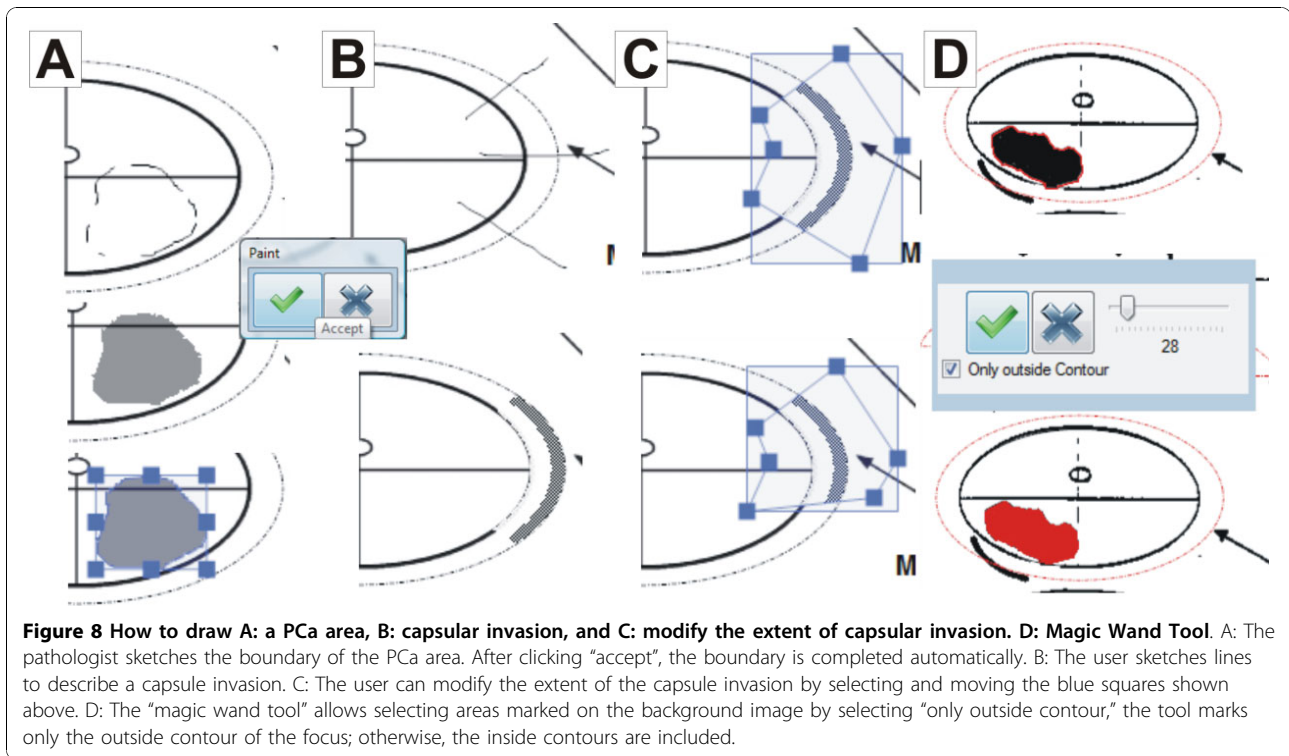 A
B
C
D
M
M
M
Paint
Accept
28
Only outside Contour
Figure 8 How to draw A: a PCa area, B: capsular invasion, and C: modify the extent of capsular invasion. D: Magic Wand Tool. A: The
pathologist sketches the boundary of the PCa area. After clicking “accept”, the boundary is completed automatically. B: The user sketches lines
to describe a capsule invasion. C: The user can modify the extent of the capsule invasion by selecting and moving the blue squares shown
above. D: The “magic wand tool” allows selecting areas marked on the background image by selecting “only outside contour,” the tool marks
only the outside contour of the focus; otherwise, the inside contours are included.